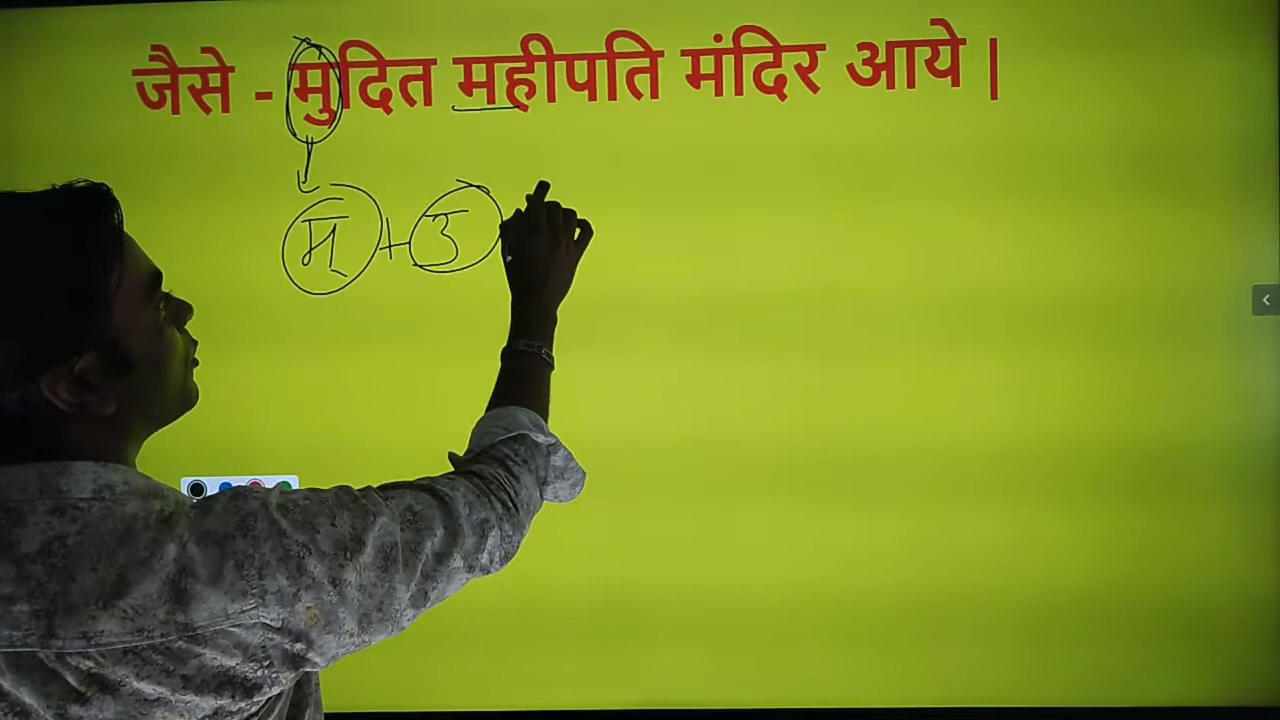 जैसे - मुदित महीपति मंदिर आये |
म् + उ